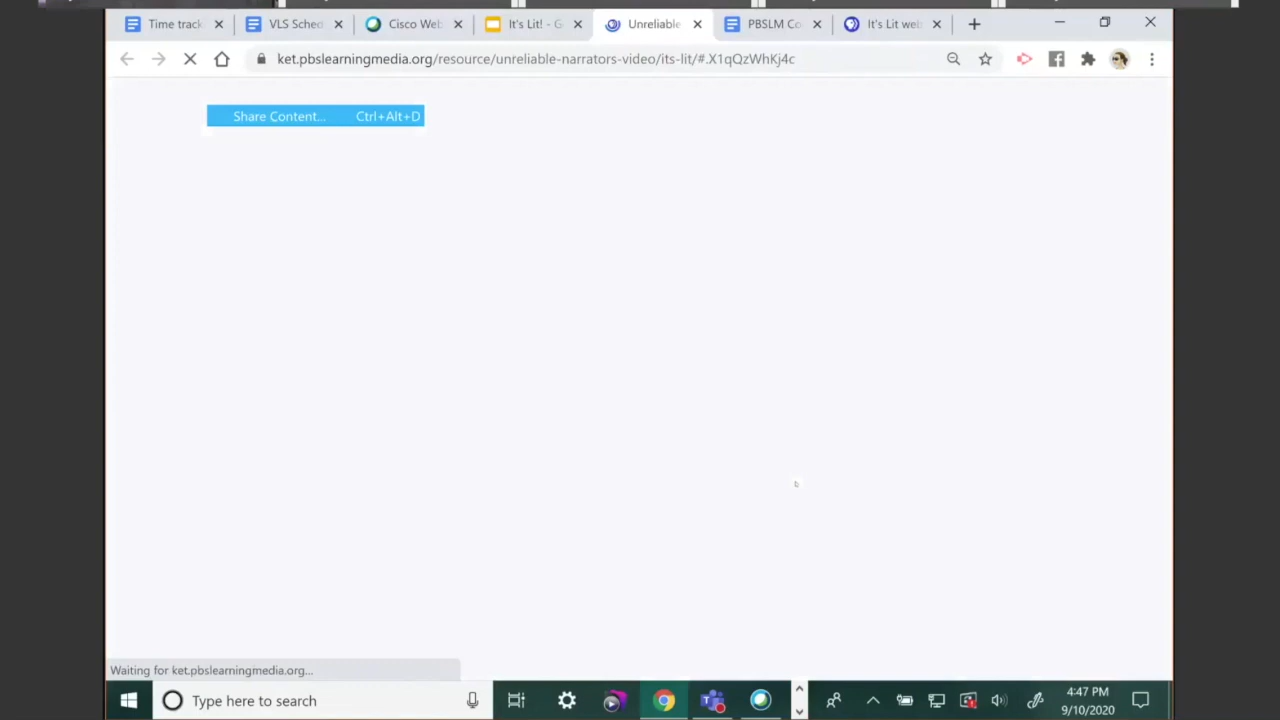 Time track
VLS Sched
Cisco Web
It's Lit! - G
Unreliable
PBSLM Co
It's Lit web
ket.pbslearningmedia.org/resource/unreliable-narrators-video/its-lit/#.X1qQzWhKj4c
Share Content... Ctrl+Alt+D
Waiting for ket.pbslearningmedia.org...
Type here to search
4:47 PM
9/10/2020